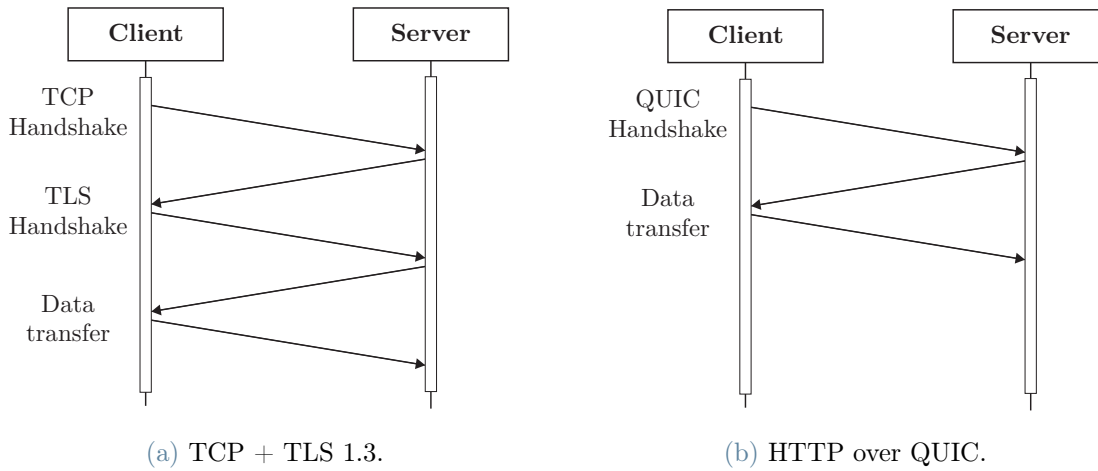 Client
Server
TCP
Handshake
TLS
Handshake
Data
transfer
(a) TCP + TLS 1.3.
Client
Server
QUIC
Handshake
Data
transfer
(b) HTTP over QUIC.